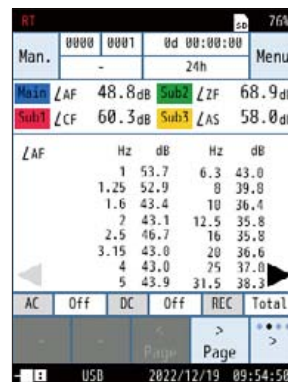 RT SD 76%
Man. 0000 0001 0d 00:00:00 Menu
- 24h
Main LAF 48.8dB Sub2 LZF 68.9dB
Sub1 LCF 60.3dB Sub3 LAS 58.0dB
LAF Hz dB Hz dB
1 53.7 6.3 43.0
1.25 52.9 8 39.8
1.6 43.4 10 36.4
2 43.1 12.5 35.8
2.5 46.7 16 35.8
3.15 43.0 20 36.6
4 43.0 25 37.0
5 43.9 31.5 38.3
AC Off DC Off REC Total
- - < > >
Page Page
USB 2022/12/19 09:54:50